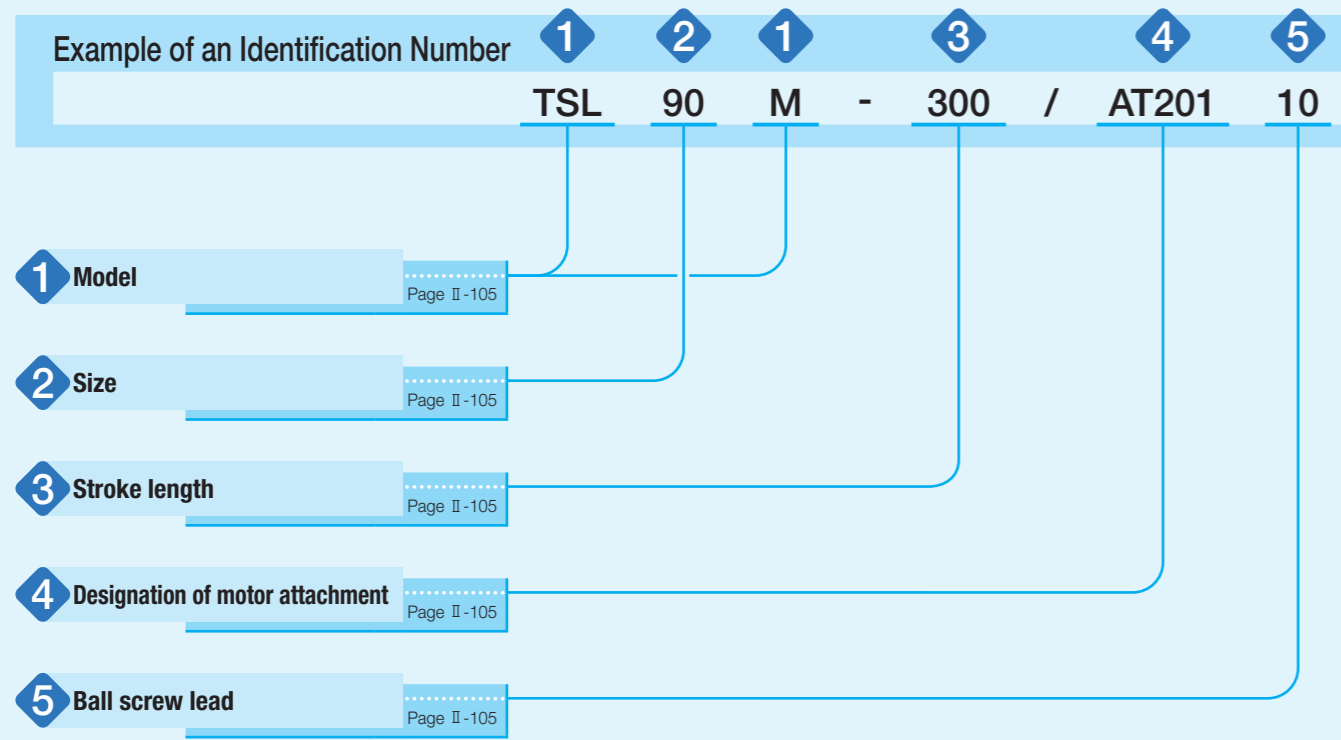 1 2 1 3 4 5
Example of an Identification Number
TSL 90 M - 300 / AT201 10
1 Model
Page Ⅱ-105
2 Size
Page Ⅱ-105
3 Stroke length
Page Ⅱ-105
4 Designation of motor attachment
Page Ⅱ-105
5 Ball screw lead
Page Ⅱ-105